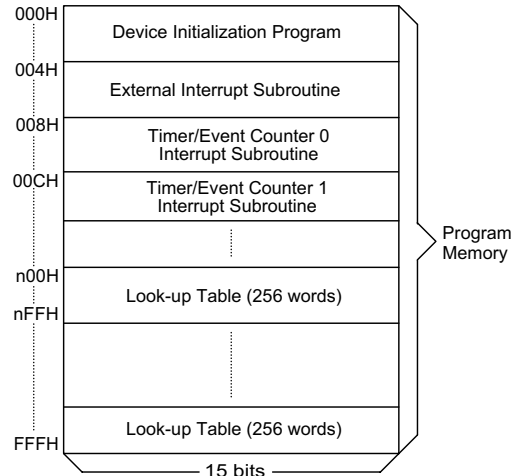 000H
Device Initialization Program
004H
External Interrupt Subroutine
008H
Timer/Event Counter 0
Interrupt Subroutine
00CH
Timer/Event Counter 1
Interrupt Subroutine
Program
Memory
n00H
Look-up Table (256 words)
nFFH
Look-up Table (256 words)
FFFH
15 bits